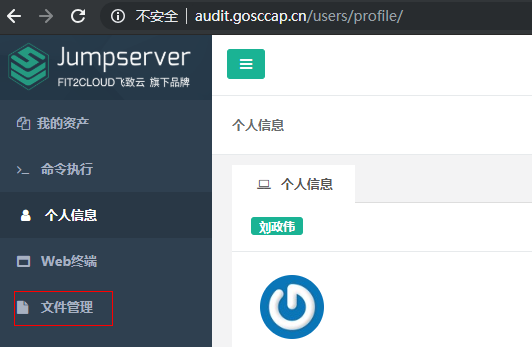 不安全 | audit.gosccap.cn/users/profile/
Jumpserver
FIT2CLOUD飞致云 旗下品牌
个人信息
我的资产
命令执行
个人信息
个人信息
刘政伟
Web终端
文件管理